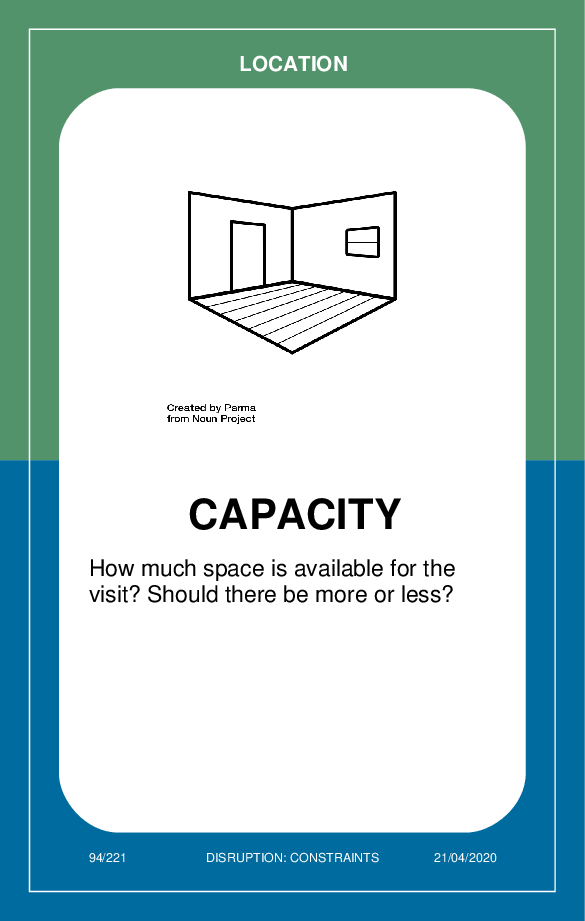 LOCATION
Created by Parma
from Noun Project
CAPACITY
How much space is available for the
visit? Should there be more or less?
94/221 DISRUPTION: CONSTRAINTS 21/04/2020